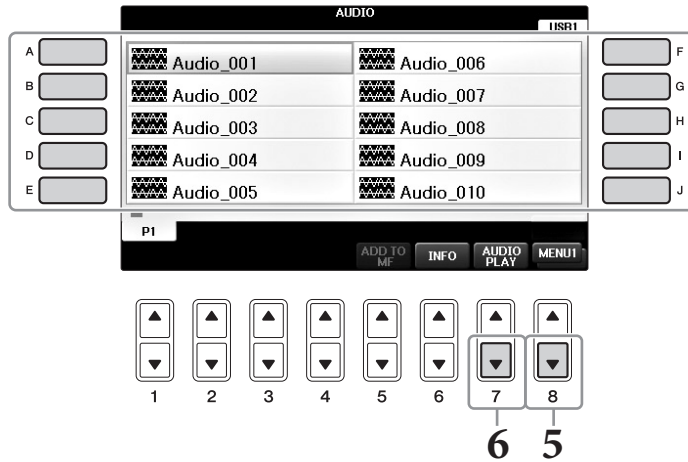 AUDIO
USB1
A
Audio_001
Audio_006
F
B
Audio_002
Audio_007
G
C
Audio_003
Audio_008
H
D
Audio_004
Audio_009
I
E
Audio_005
Audio_010
J
P1
ADD TO MF
INFO
AUDIO PLAY
MENU1
1 2 3 4 5 6 7 8
6 5